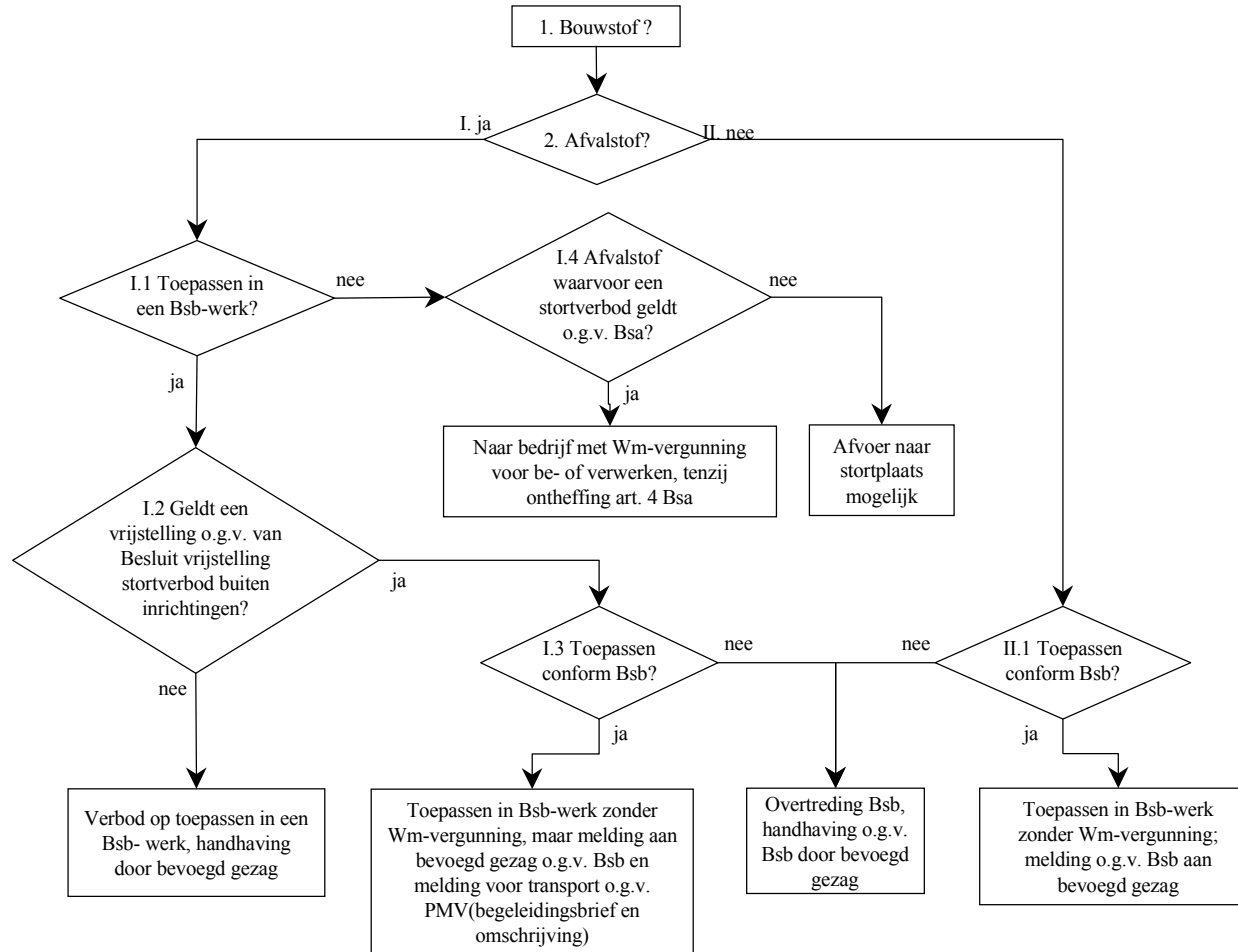 1. Bouwstof ?
I. ja
2. Afvalstof?
II. nee
I.1 Toepassen in
een Bsb-werk?
nee
I.4 Afvalstof
waarvoor een
stortverbod geldt
o.g.v. Bsa?
nee
ja
ja
Naar bedrijf met Wm-vergunning
voor be- of verwerken, tenzij
ontheffing art. 4 Bsa
Afvoer naar
stortplaats
mogelijk
I.2 Geldt een
vrijstelling o.g.v. van
Besluit vrijstelling
stortverbod buiten
inrichtingen?
ja
nee
I.3 Toepassen
conform Bsb?
nee
nee
II.1 Toepassen
conform Bsb?
ja
ja
Verbod op toepassen in een
Bsb- werk, handhaving
door bevoegd gezag
Toepassen in Bsb-werk zonder
Wm-vergunning, maar melding aan
bevoegd gezag o.g.v. Bsb en
melding voor transport o.g.v.
PMV(begeleidingsbrief en
omschrijving)
Overtreding Bsb,
handhaving o.g.v.
Bsb door bevoegd
gezag
Toepassen in Bsb-werk
zonder Wm-vergunning;
melding o.g.v. Bsb aan
bevoegd gezag